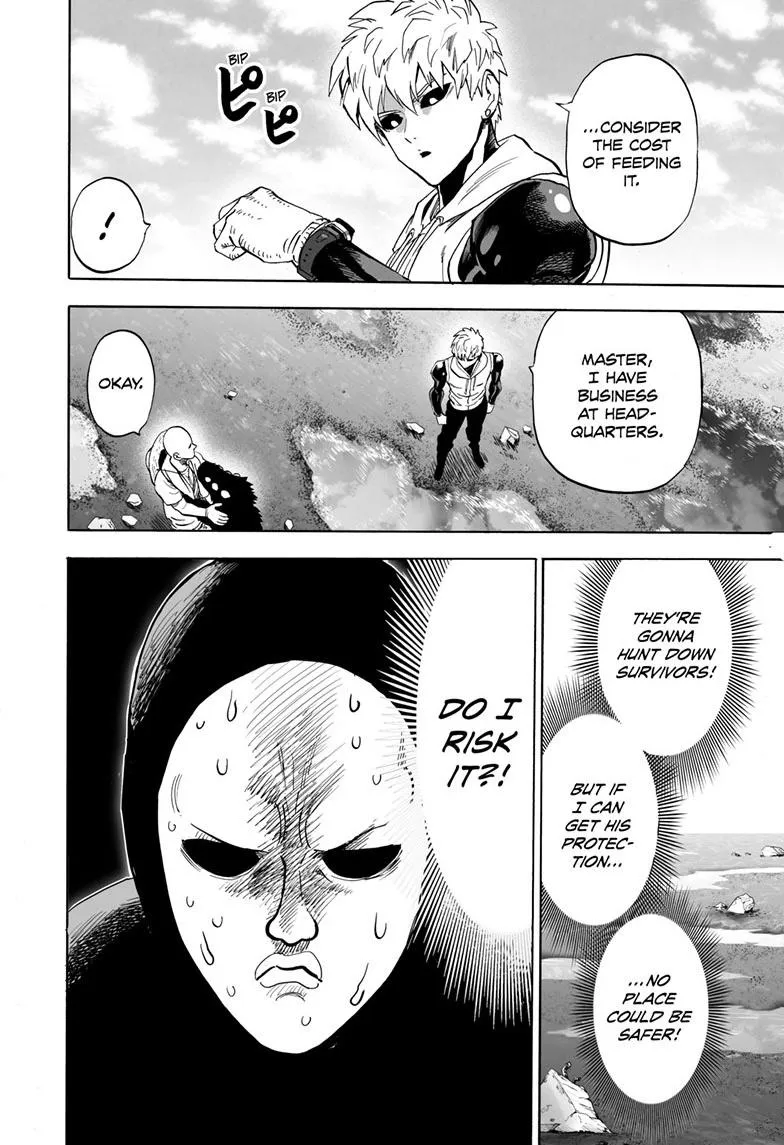 ...CONSIDER
THE COST
OF FEEDING
IT.
BIP
ピピ
BIP
ピピ
!
MASTER,
I HAVE
BUSINESS
AT HEAD-
QUARTERS.
OKAY.
THEY'RE
GONNA
HUNT DOWN
SURVIVORS!
BUT IF
I CAN
GET HIS
PROTEC-
TION...
...NO
PLACE
COULD BE
SAFER!
DO I
RISK
IT?!